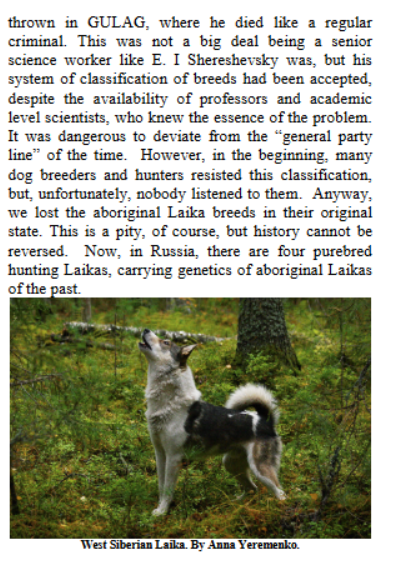 thrown in GULAG, where he died like a regular
criminal. This was not a big deal being a senior
science worker like E. I Shereshevsky was, but his
system of classification of breeds had been accepted,
despite the availability of professors and academic
level scientists, who knew the essence of the problem.
It was dangerous to deviate from the “general party
line” of the time. However, in the beginning, many
dog breeders and hunters resisted this classification,
but, unfortunately, nobody listened to them. Anyway,
we lost the aboriginal Laika breeds in their original
state. This is a pity, of course, but history cannot be
reversed. Now, in Russia, there are four purebred
hunting Laikas, carrying genetics of aboriginal Laikas
of the past.
West Siberian Laika. By Anna Yeremenko.